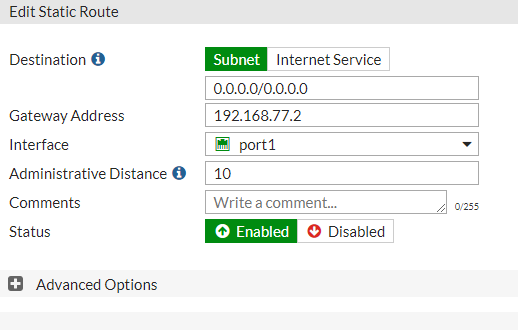 Edit Static Route
Destination Subnet Internet Service
0.0.0.0/0.0.0.0
Gateway Address 192.168.77.2
Interface port1
Administrative Distance 10
Comments Write a comment... 0/255
Status Enabled Disabled
Advanced Options